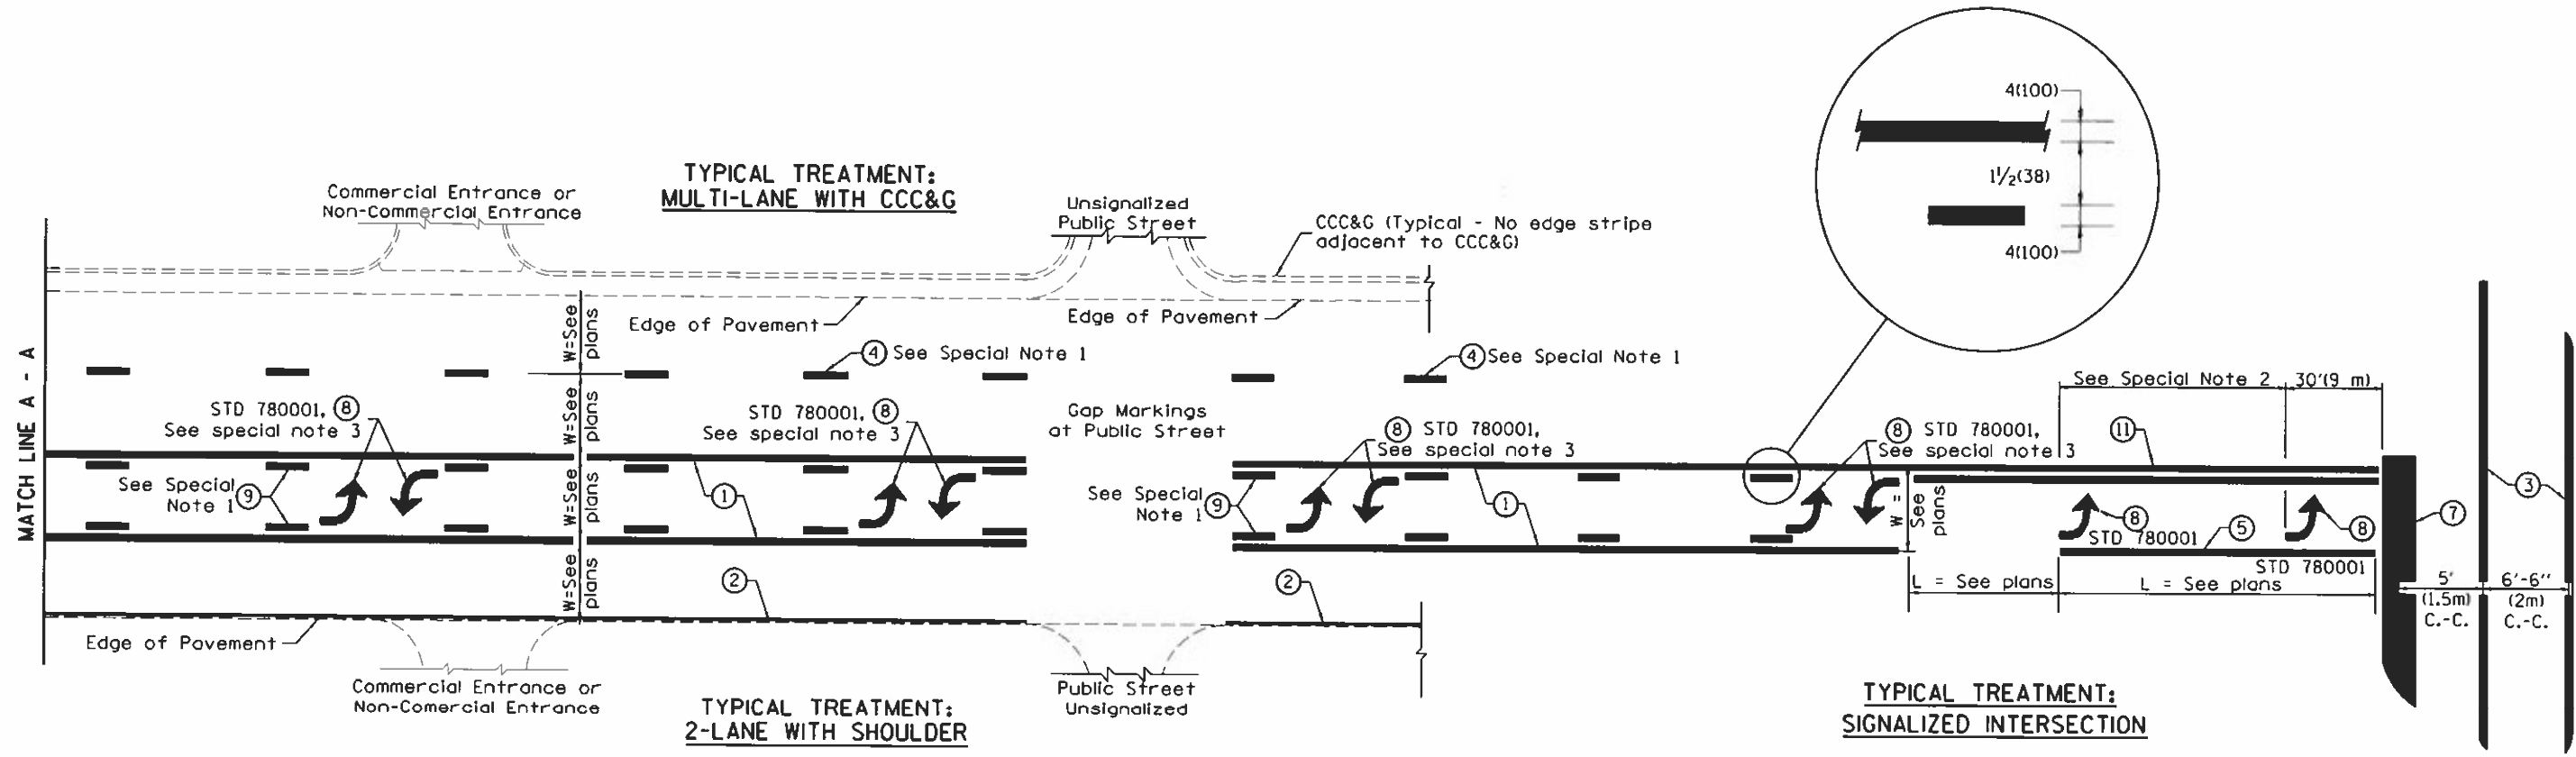 TYPICAL TREATMENT:
MULTI-LANE WITH CCC&G
Commercial Entrance or
Non-Commercial Entrance
Unsignalized
Public Street
CCC&G (Typical - No edge stripe
adjacent to CCC&G)
4(100)
1½(38)
4(100)
W=See
plans
Edge of Pavement
Edge of Pavement
MATCH LINE A - A
4 See Special Note 1
4 See Special Note 1
STD 780001, 8
See special note 3
W=See
plans
STD 780001, 8
See special note 3
Gap Markings
at Public Street
8 STD 780001,
See special note 3
8 STD 780001,
See special note 3
See Special Note 2
30'(9 m)
11
See Special
Note 1 9
W=See
plans
1
See Special
Note 1 9
1
W =
See
plans
8
STD 780001
5
8
STD 780001
7
3
W=See
plans
2
2
L = See plans
L = See plans
5'
(1.5m)
C.-C.
6'-6"
(2m)
C.-C.
Edge of Pavement
Commercial Entrance or
Non-Comercial Entrance
Public Street
Unsignalized
TYPICAL TREATMENT:
2-LANE WITH SHOULDER
TYPICAL TREATMENT:
SIGNALIZED INTERSECTION